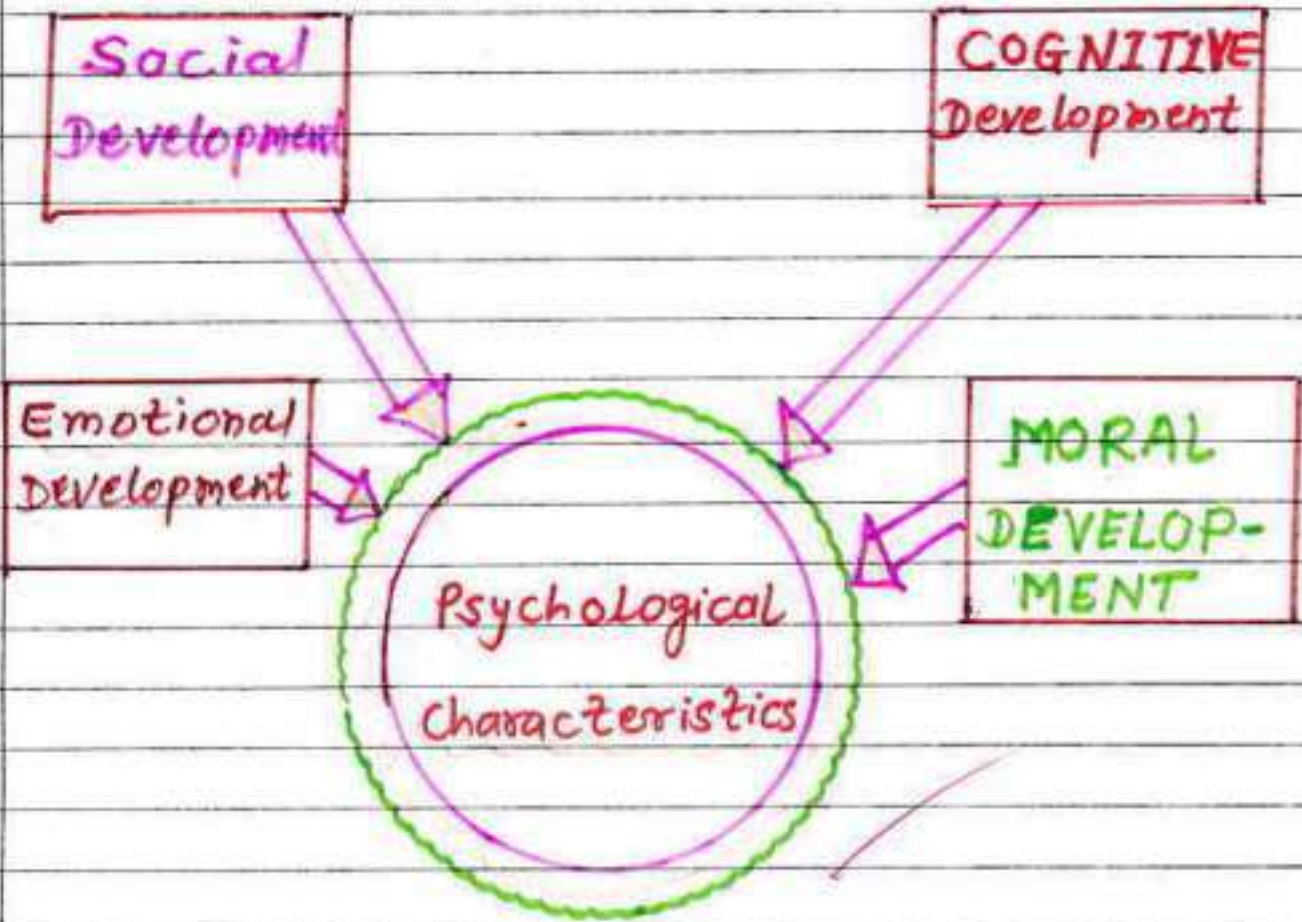 Social
Development
COGNITIVE
Development
Emotional
Development
MORAL
DEVELOP-
MENT
Psychological
Characteristics